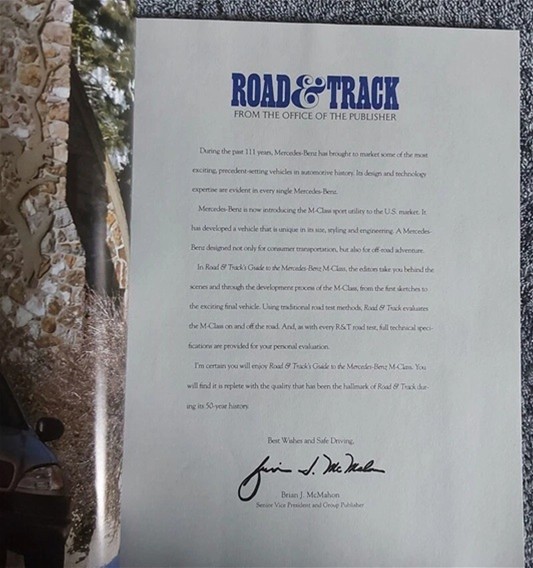 ROAD & TRACK
FROM THE OFFICE OF THE PUBLISHER
During the past 111 years, Mercedes-Benz has brought to market some of the most
exciting, precedent-setting vehicles in automotive history. Its design and technology
expertise are evident in every single Mercedes-Benz.
Mercedes-Benz is now introducing the M-Class sport utility to the U.S. market. It
has developed a vehicle that is unique in its size, styling and engineering. A Mercedes-
Benz designed not only for consumer transportation, but also for off-road adventure.
In Road & Track's Guide to the Mercedes-Benz M-Class, the editors take you behind the
scenes and through the development process of the M-Class, from the first sketches to
the exciting final vehicle. Using traditional road test methods, Road & Track evaluates
the M-Class on and off the road. And, as with every R&T road test, full technical speci-
fications are provided for your personal evaluation.
I'm certain you will enjoy Road & Track's Guide to the Mercedes-Benz M-Class. You
will find it is replete with the quality that has been the hallmark of Road & Track dur-
ing its 50-year history.
Best Wishes and Safe Driving,
Brian J. McMahon
Brian J. McMahon
Senior Vice President and Group Publisher